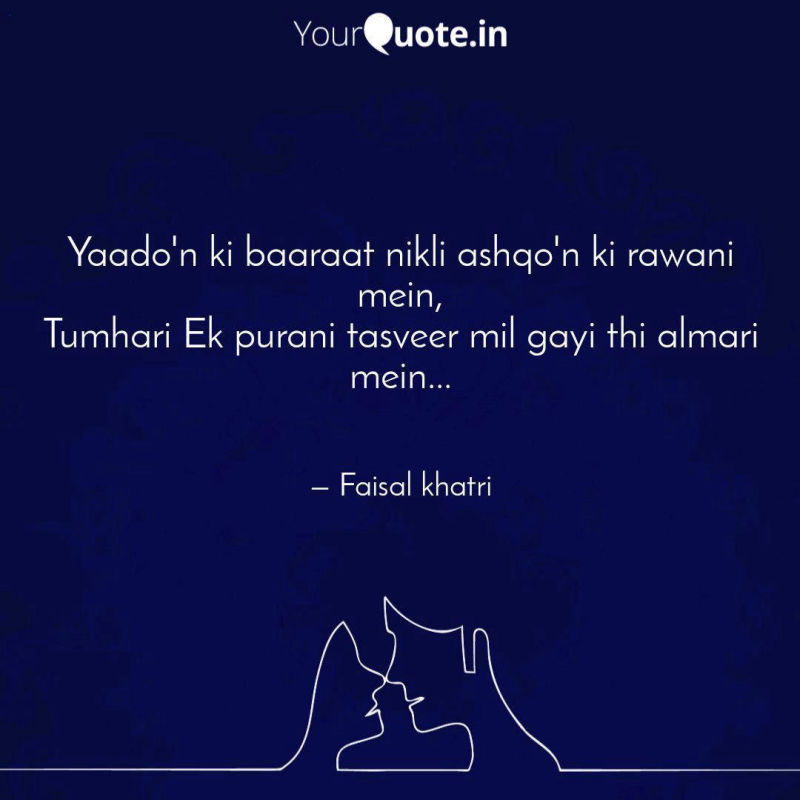 YourQuote.in
Yaado'n ki baaraat nikli ashqo'n ki rawani
mein,
Tumhari Ek purani tasveer mil gayi thi almari
mein...
— Faisal khatri